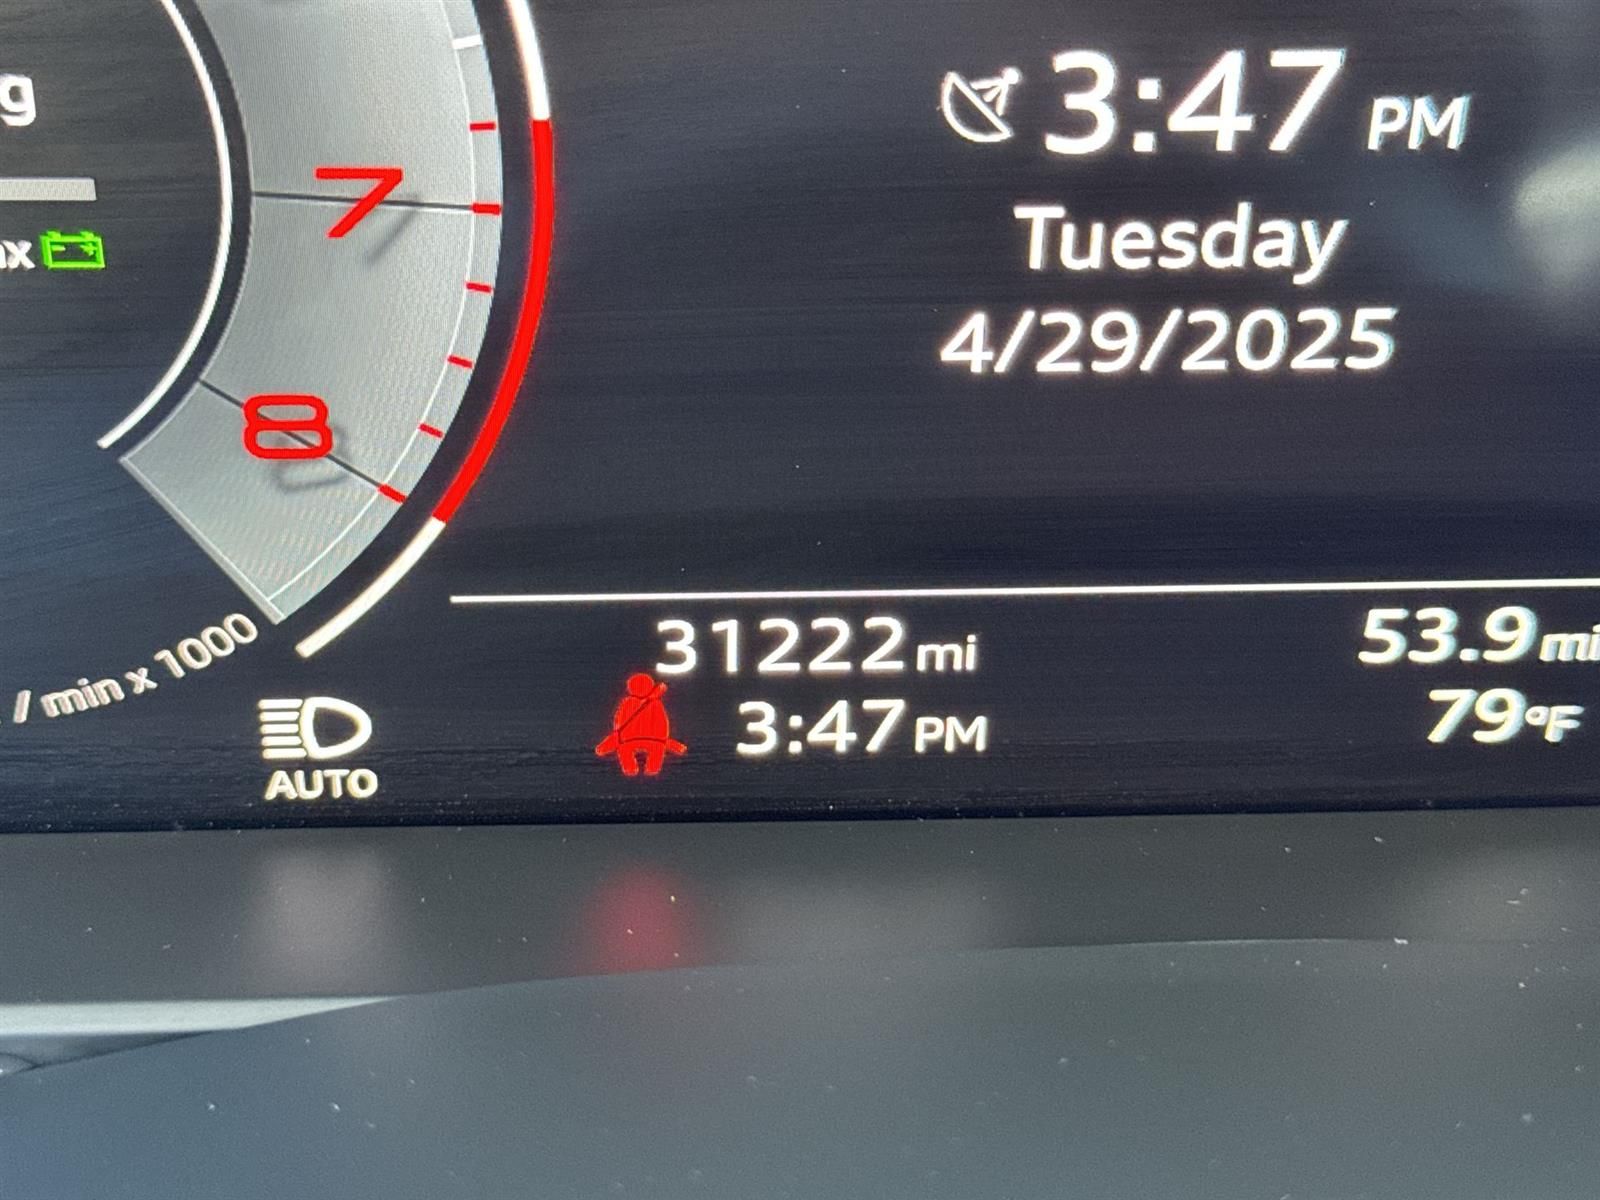 g
7
8
/ min x 1000
AUTO
3:47 PM
Tuesday
4/29/2025
31222 mi
3:47 PM
53.9 mi
79°F